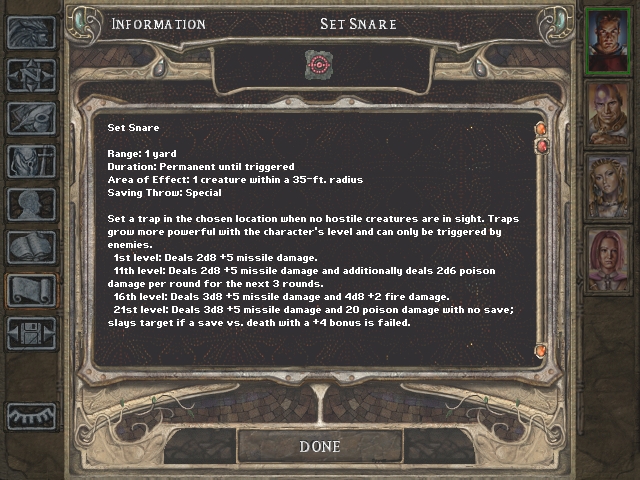 INFORMATION
SET SNARE
Set Snare
Range: 1 yard
Duration: Permanent until triggered
Area of Effect: 1 creature within a 35-ft. radius
Saving Throw: Special
Set a trap in the chosen location when no hostile creatures are in sight. Traps
grow more powerful with the character's level and can only be triggered by
enemies.
1st level: Deals 2d8 +5 missile damage.
11th level: Deals 2d8 +5 missile damage and additionally deals 2d6 poison
damage per round for the next 3 rounds.
16th level: Deals 3d8 +5 missile damage and 4d8 +2 fire damage.
21st level: Deals 3d8 +5 missile damage and 20 poison damage with no save;
slays target if a save vs. death with a +4 bonus is failed.
DONE